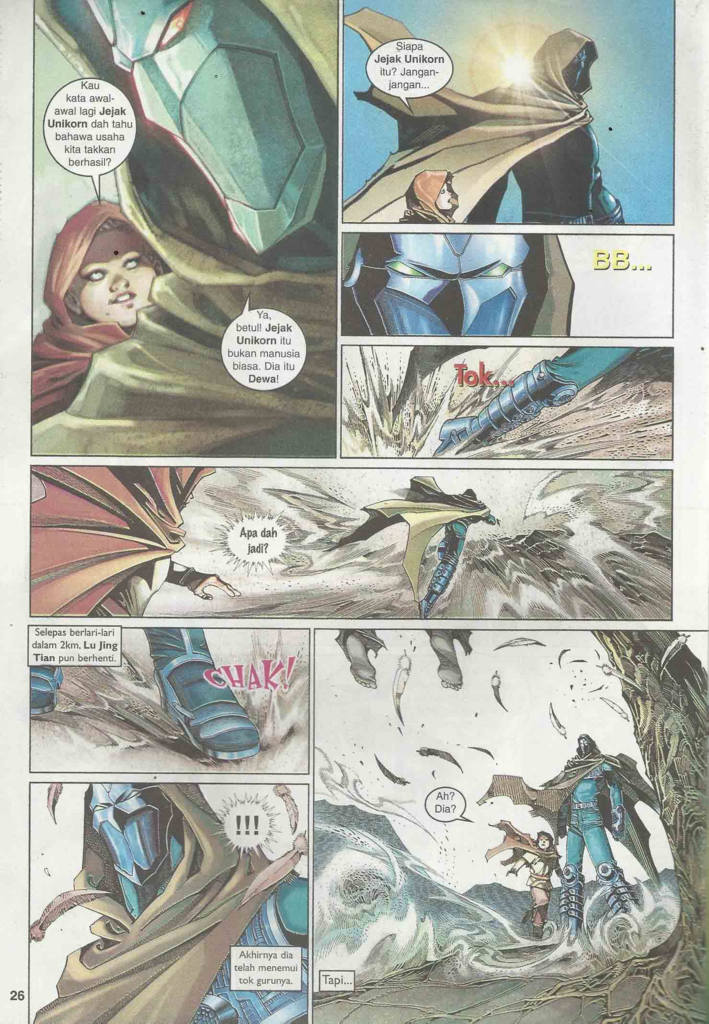 Kau
kata awal-
awal lagi Jejak
Unikorn dah tahu
bahawa usaha
kita takkan
berhasil?
Ya,
betul! Jejak
Unikorn itu
bukan manusia
biasa. Dia itu
Dewa!
Siapa
Jejak Unikorn
itu? Jangan-
jangan...
BB...
Tok...
Apa dah
jadi?
Selepas berlari-lari
dalam 2km, Lu Jing
Tian pun berhenti.
CHAK!
!!!
Akhirnya dia
telah menemui
tok gurunya.
Ah?
Dia?
Tapi...
26